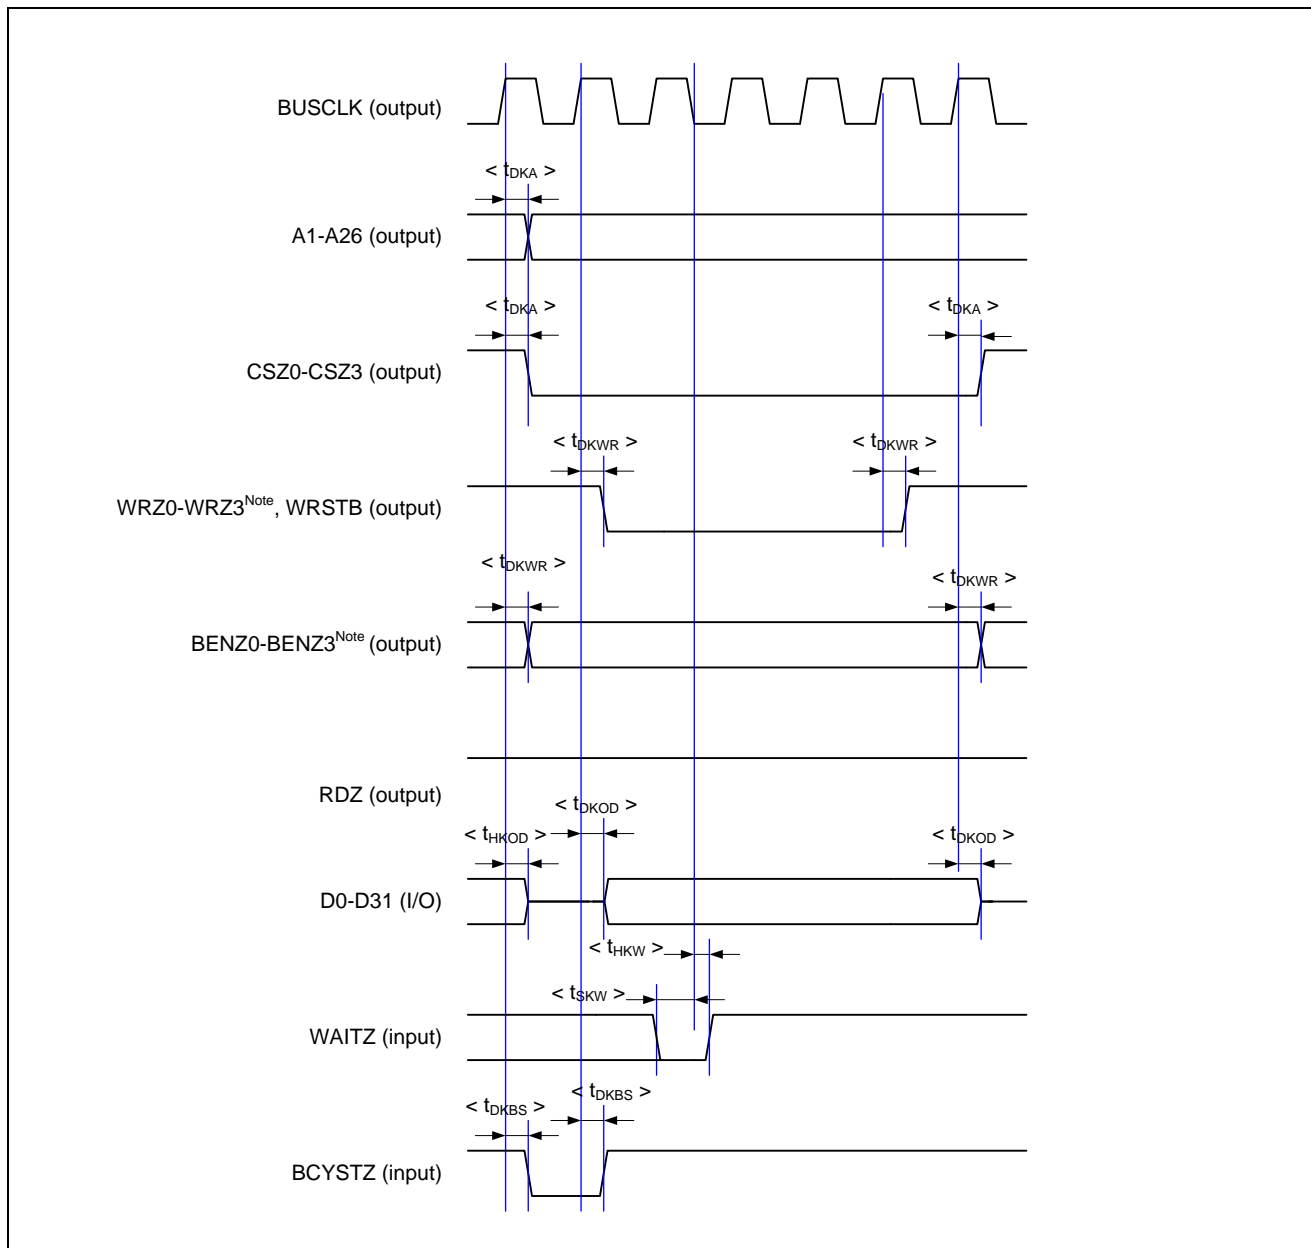 BUSCLK (output)
< tDKA >
A1-A26 (output)
< tDKA >
< tDKA >
CSZ0-CSZ3 (output)
< tDKWR >
< tDKWR >
WRZ0-WRZ3Note, WRSTB (output)
< tDKWR >
< tDKWR >
BENZ0-BENZ3Note (output)
RDZ (output)
< tDKOD >
< tHKOD >
< tDKOD >
D0-D31 (I/O)
< tHKW >
< tSKW >
WAITZ (input)
< tDKBS >
< tDKBS >
BCYSTZ (input)